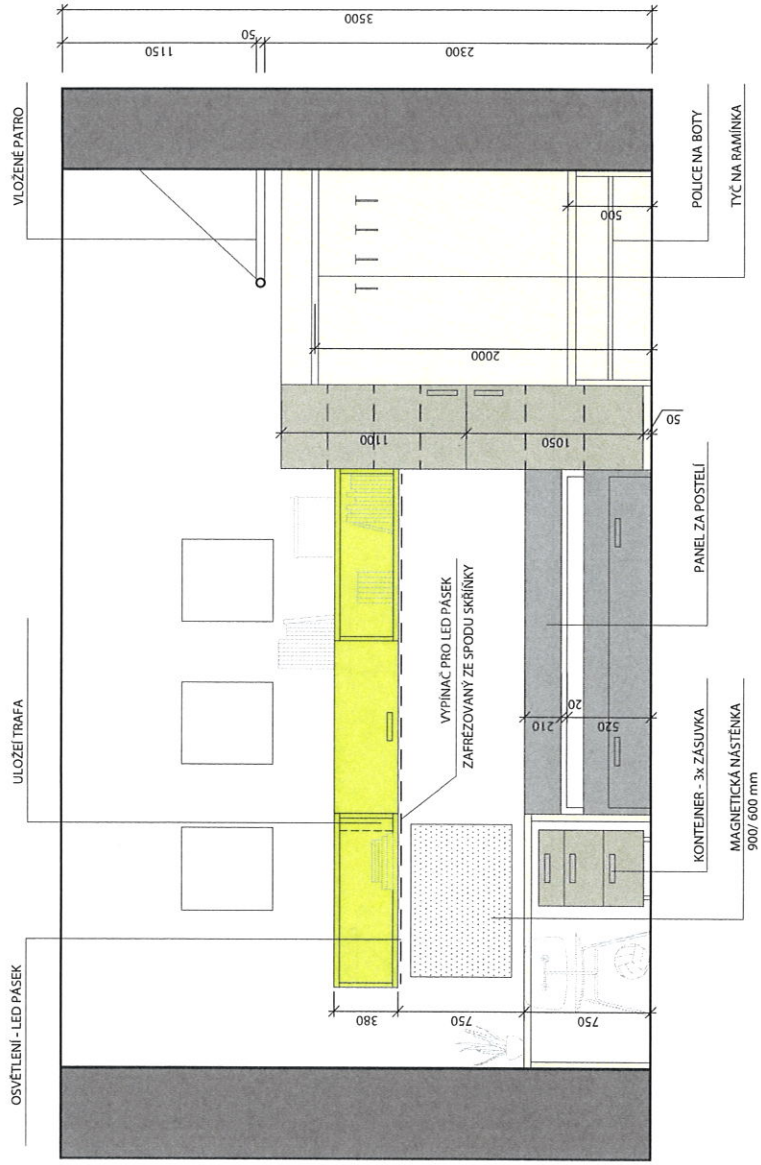 OSVĚTLENÍ - LED PÁSEK
ULOŽEÍ TRAFA
VLOŽENÉ PATRO
1150
50
2300
3500
380
750
750
VYPÍNAČ PRO LED PÁSEK
ZAFRÉZOVANÝ ZE SPODU SKŘÍŇKY
1100
1050
50
2000
500
210
20
520
MAGNETICKÁ NÁSTĚNKA
900/ 600 mm
KONTEJNER - 3x ZÁSUVKA
PANEL ZA POSTELÍ
TYČ NA RAMÍNKA
POLICE NA BOTY